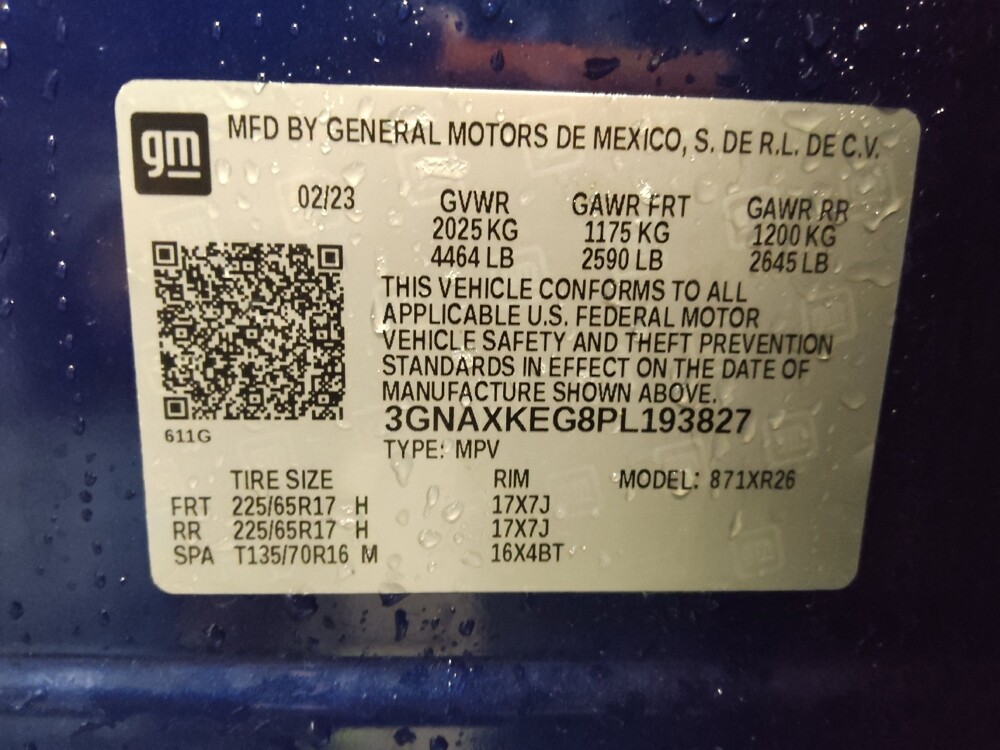 gm
MFD BY GENERAL MOTORS DE MEXICO, S. DE R.L. DE C.V.
02/23 GVWR GAWR FRT GAWR RR
2025 KG 1175 KG 1200 KG
4464 LB 2590 LB 2645 LB
THIS VEHICLE CONFORMS TO ALL
APPLICABLE U.S. FEDERAL MOTOR
VEHICLE SAFETY AND THEFT PREVENTION
STANDARDS IN EFFECT ON THE DATE OF
MANUFACTURE SHOWN ABOVE.
3GNAXKEG8PL193827
611G
TYPE: MPV
TIRE SIZE RIM MODEL: 871XR26
FRT 225/65R17 H 17X7J
RR 225/65R17 H 17X7J
SPA T135/70R16 M 16X4BT